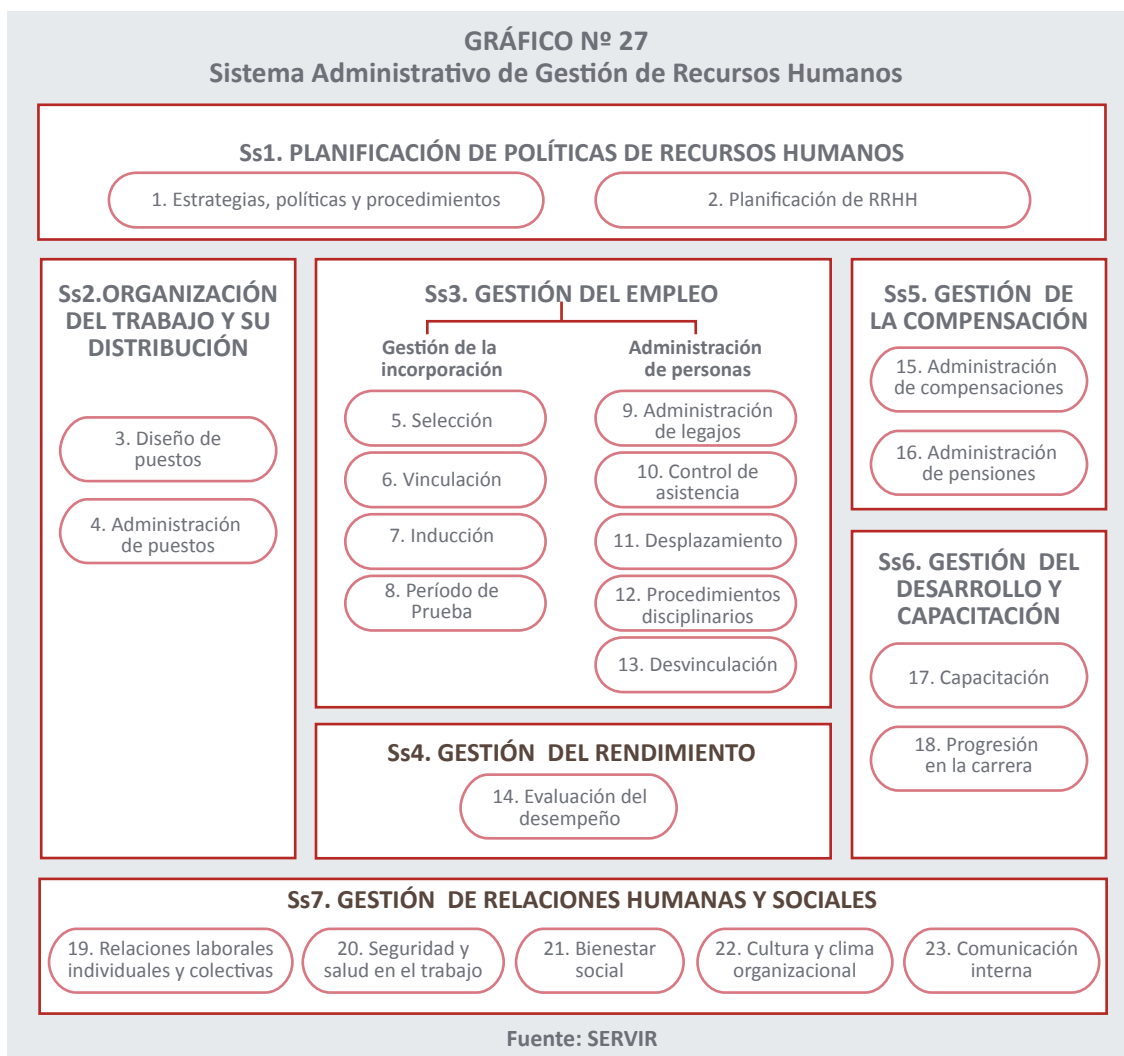 GRÁFICO Nº 27
Sistema Administrativo de Gestión de Recursos Humanos
Ss1. PLANIFICACIÓN DE POLÍTICAS DE RECURSOS HUMANOS
1. Estrategias, políticas y procedimientos
2. Planificación de RRHH
Ss2.ORGANIZACIÓN
DEL TRABAJO Y SU
DISTRIBUCIÓN
3. Diseño de
puestos
4. Administración
de puestos
Ss3. GESTIÓN DEL EMPLEO
Gestión de la
incorporación
5. Selección
6. Vinculación
7. Inducción
8. Período de
Prueba
Administración
de personas
9. Administración
de legajos
10. Control de
asistencia
11. Desplazamiento
12. Procedimientos
disciplinarios
13. Desvinculación
Ss4. GESTIÓN DEL RENDIMIENTO
14. Evaluación del
desempeño
Ss5. GESTIÓN DE
LA COMPENSACIÓN
15. Administración
de compensaciones
16. Administración
de pensiones
Ss6. GESTIÓN DEL
DESARROLLO Y
CAPACITACIÓN
17. Capacitación
18. Progresión
en la carrera
Ss7. GESTIÓN DE RELACIONES HUMANAS Y SOCIALES
19. Relaciones laborales
individuales y colectivas
20. Seguridad y
salud en el trabajo
21. Bienestar
social
22. Cultura y clima
organizacional
23. Comunicación
interna
Fuente: SERVIR